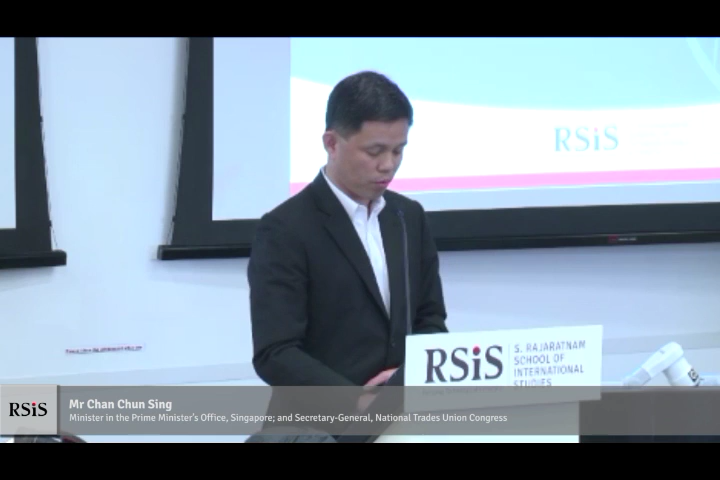 RSiS
RSiS
S. RAJARATNAM
SCHOOL OF
INTERNATIONAL
STUDIES
RSiS
Mr Chan Chun Sing
Minister in the Prime Minister's Office, Singapore; and Secretary-General, National Trades Union Congress